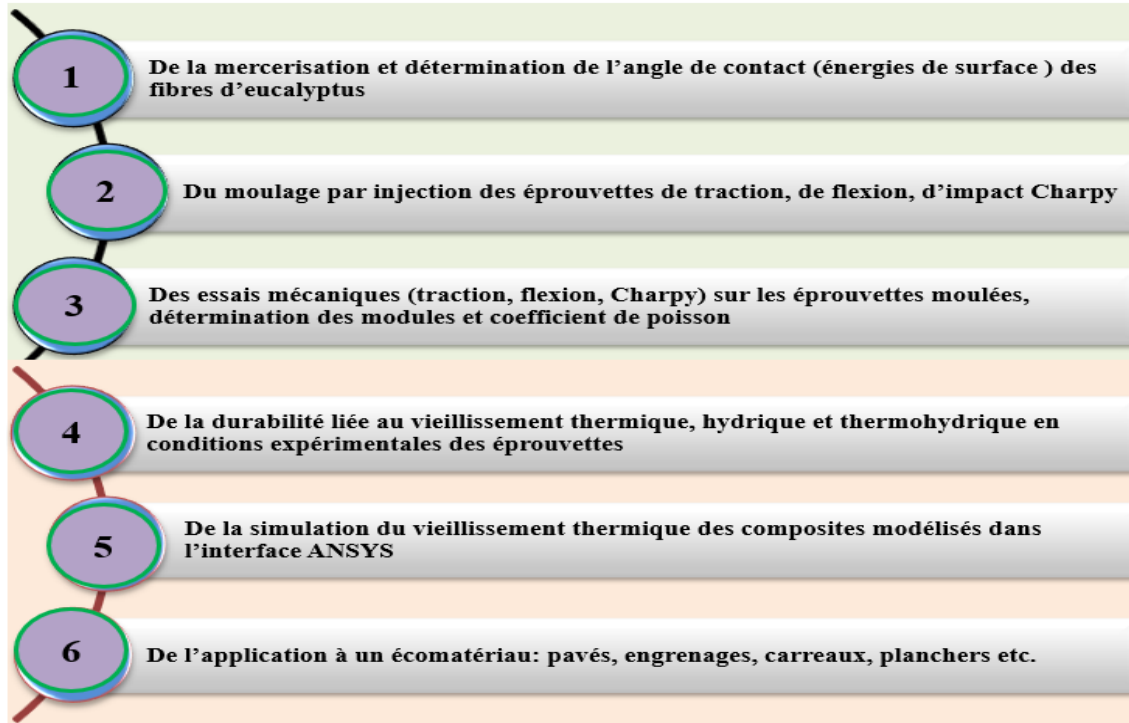 1
De la mercerisation et détermination de l'angle de contact (énergies de surface ) des
fibres d'eucalyptus
2
Du moulage par injection des éprouvettes de traction, de flexion, d'impact Charpy
3
Des essais mécaniques (traction, flexion, Charpy) sur les éprouvettes moulées,
détermination des modules et coefficient de poisson
4
De la durabilité liée au vieillissement thermique, hydrique et thermohydrique en
conditions expérimentales des éprouvettes
5
De la simulation du vieillissement thermique des composites modélisés dans
l'interface ANSYS
6
De l'application à un écomatériau: pavés, engrenages, carreaux, planchers etc.